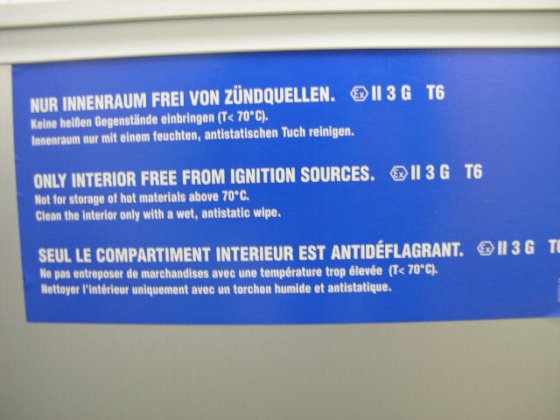 NUR INNENRAUM FREI VON ZÜNDQUELLEN. Ex II 3 G T6
Keine heißen Gegenstände einbringen (T< 70°C).
Innenraum nur mit einem feuchten, antistatischen Tuch reinigen.
ONLY INTERIOR FREE FROM IGNITION SOURCES. Ex II 3 G T6
Not for storage of hot materials above 70°C.
Clean the interior only with a wet, antistatic wipe.
SEUL LE COMPARTIMENT INTERIEUR EST ANTIDÉFLAGRANT. Ex II 3 G
Ne pas entreposer de marchandises avec une température trop élevée (T< 70°C).
Nettoyer l'intérieur uniquement avec un torchon humide et antistatique.